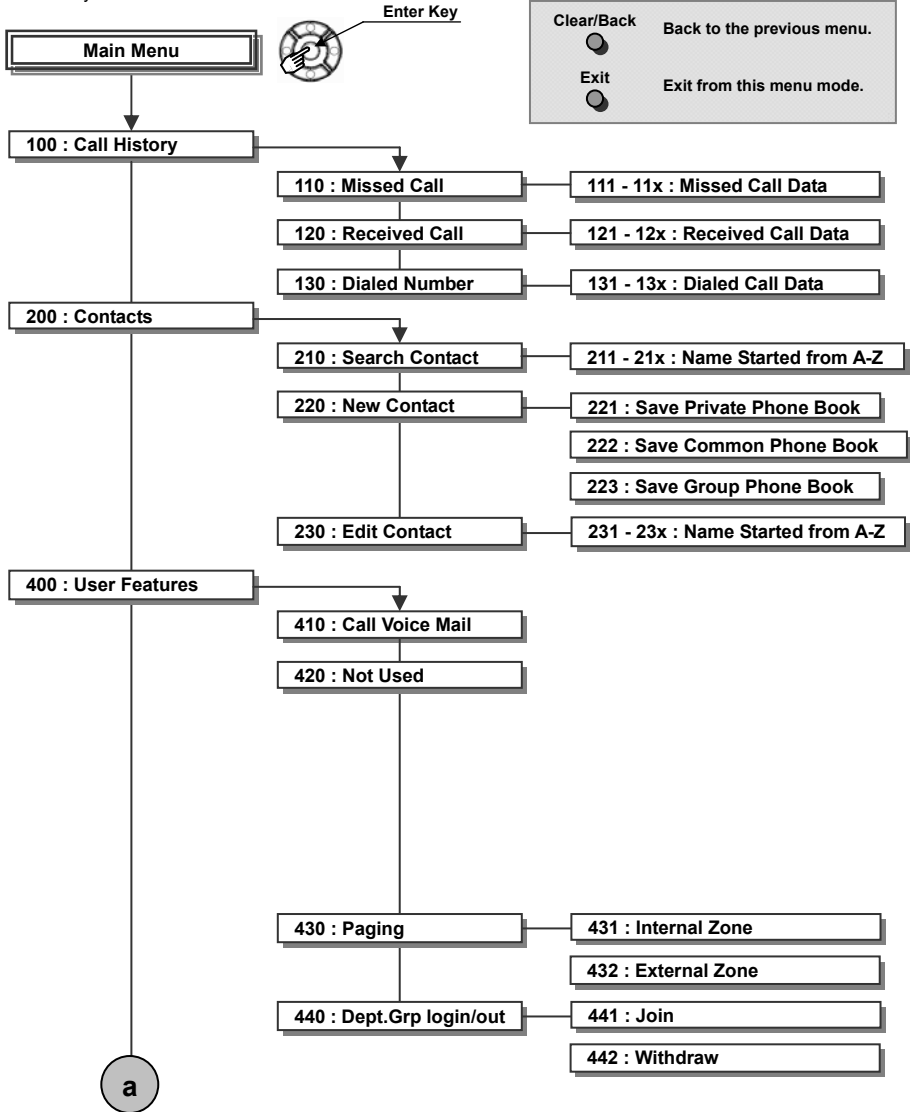 Enter Key
Clear/Back
Back to the previous menu.
Exit
Exit from this menu mode.
Main Menu
100 : Call History
110 : Missed Call
111 - 11x : Missed Call Data
120 : Received Call
121 - 12x : Received Call Data
130 : Dialed Number
131 - 13x : Dialed Call Data
200 : Contacts
210 : Search Contact
211 - 21x : Name Started from A-Z
220 : New Contact
221 : Save Private Phone Book
222 : Save Common Phone Book
223 : Save Group Phone Book
230 : Edit Contact
231 - 23x : Name Started from A-Z
400 : User Features
410 : Call Voice Mail
420 : Not Used
430 : Paging
431 : Internal Zone
432 : External Zone
440 : Dept.Grp login/out
441 : Join
442 : Withdraw
a